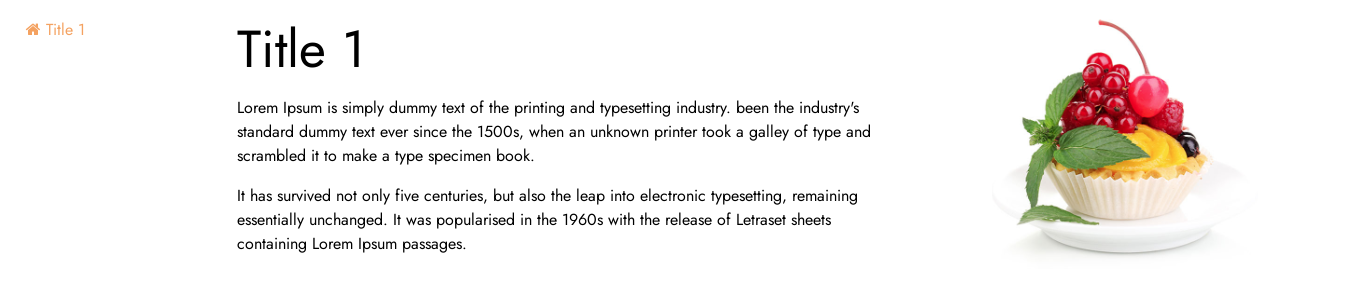 Title 1
Title 1
Lorem Ipsum is simply dummy text of the printing and typesetting industry. been the industry's
standard dummy text ever since the 1500s, when an unknown printer took a galley of type and
scrambled it to make a type specimen book.
It has survived not only five centuries, but also the leap into electronic typesetting, remaining
essentially unchanged. It was popularised in the 1960s with the release of Letraset sheets
containing Lorem Ipsum passages.